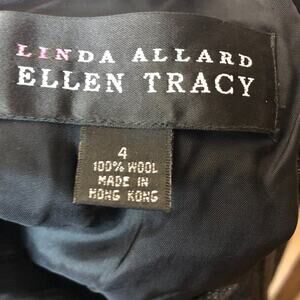 LINDA ALLARD
ELLEN TRACY
4
100% WOOL
MADE IN
HONG KONG